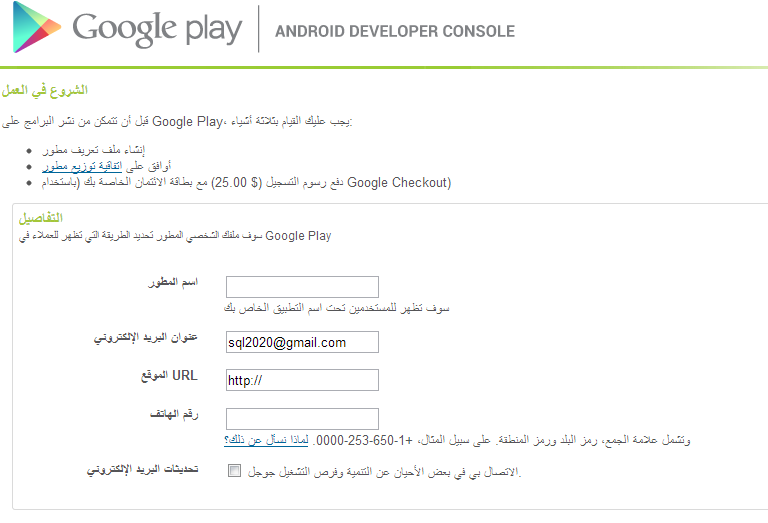 Google play
ANDROID DEVELOPER CONSOLE
الشروع في العمل
يجب عليك القيام بثلاثة أشياء ،Google Play قبل أن تتمكن من نشر البرامج على:
إنشاء ملف تعريف مطور
أوافق على اتفاقية توزيع مطور
دفع رسوم التسجيل (25.00 $) مع بطاقة الائتمان الخاصة بك (باستخدام Google Checkout)
التفاصيل
سوف ملفك الشخصي المطور تحديد الطريقة التي تظهر للعملاء في Google Play
اسم المطور
سوف تظهر للمستخدمين تحت اسم التطبيق الخاص بك
عنوان البريد الإلكتروني
sql2020@gmail.com
URL الموقع
http://
رقم الهاتف
وتشمل علامة الجمع، رمز البلد ورمز المنطقة. على سبيل المثال، +1-650-253-0000. لماذا نسأل عن ذلك؟
تحديثات البريد الإلكتروني
الاتصال بي في بعض الأحيان عن التنمية وفرص التشغيل جوجل.